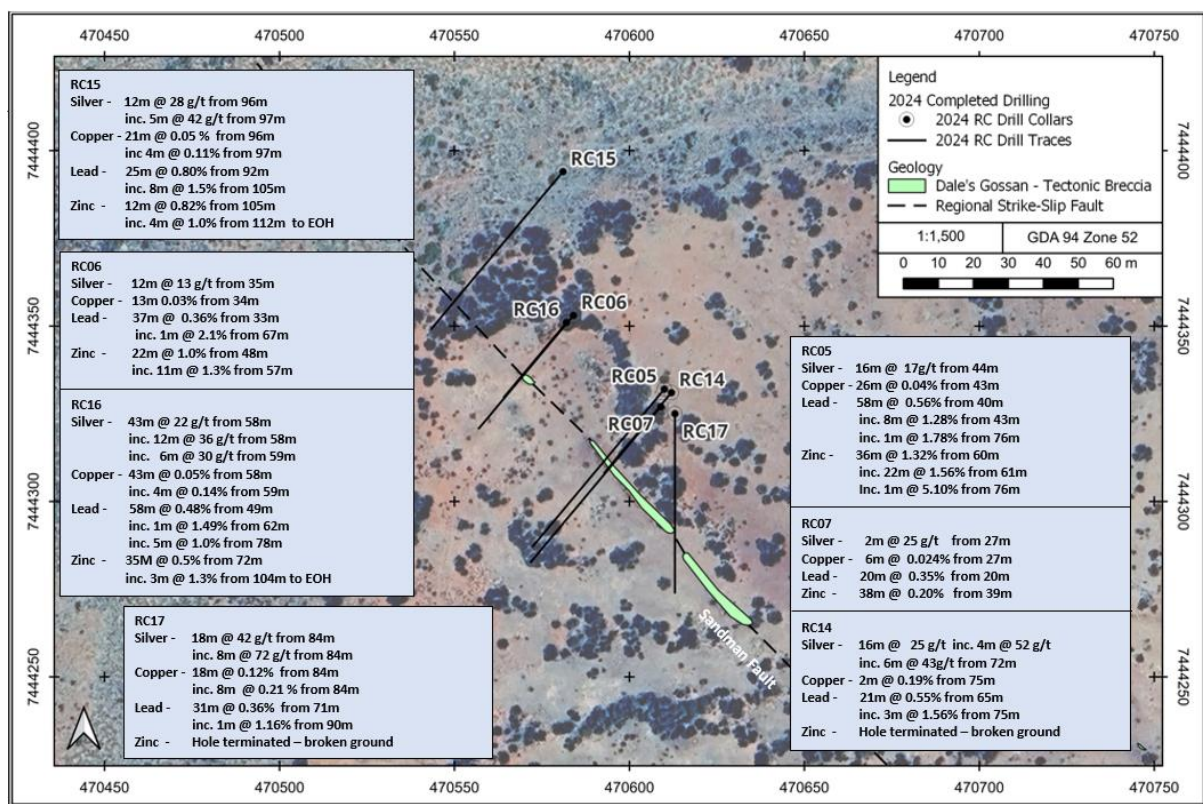 470450 470500 470550 470600 470650 470700 470750
7444400
7444350
7444300
7444250
RC15
Silver - 12m @ 28 g/t from 96m
inc. 5m @ 42 g/t from 97m
Copper - 21m @ 0.05 % from 96m
inc 4m @ 0.11% from 97m
Lead - 25m @ 0.80% from 92m
inc. 8m @ 1.5% from 105m
Zinc - 12m @ 0.82% from 105m
inc. 4m @ 1.0% from 112m to EOH
RC06
Silver - 12m @ 13 g/t from 35m
Copper - 13m 0.03% from 34m
Lead - 37m @ 0.36% from 33m
inc. 1m @ 2.1% from 67m
Zinc - 22m @ 1.0% from 48m
inc. 11m @ 1.3% from 57m
RC16
Silver - 43m @ 22 g/t from 58m
inc. 12m @ 36 g/t from 58m
inc. 6m @ 30 g/t from 59m
Copper - 43m @ 0.05% from 58m
inc. 4m @ 0.14% from 59m
Lead - 58m @ 0.48% from 49m
inc. 1m @ 1.49% from 62m
inc. 5m @ 1.0% from 78m
Zinc - 35M @ 0.5% from 72m
inc. 3m @ 1.3% from 104m to EOH
RC17
Silver - 18m @ 42 g/t from 84m
inc. 8m @ 72 g/t from 84m
Copper - 18m @ 0.12% from 84m
inc. 8m @ 0.21 % from 84m
Lead - 31m @ 0.36% from 71m
inc. 1m @ 1.16% from 90m
Zinc - Hole terminated – broken ground
RC15
RC16
RC06
RC05
RC14
RC07
RC17
Sandman Fault
Legend
2024 Completed Drilling
2024 RC Drill Collars
2024 RC Drill Traces
Geology
Dale's Gossan - Tectonic Breccia
Regional Strike-Slip Fault
1:1,500 GDA 94 Zone 52
0 10 20 30 40 50 60 m
RC05
Silver - 16m @ 17g/t from 44m
Copper - 26m @ 0.04% from 43m
Lead - 58m @ 0.56% from 40m
inc. 8m @ 1.28% from 43m
inc. 1m @ 1.78% from 76m
Zinc - 36m @ 1.32% from 60m
inc. 22m @ 1.56% from 61m
Inc. 1m @ 5.10% from 76m
RC07
Silver - 2m @ 25 g/t from 27m
Copper - 6m @ 0.024% from 27m
Lead - 20m @ 0.35% from 20m
Zinc - 38m @ 0.20% from 39m
RC14
Silver - 16m @ 25 g/t inc. 4m @ 52 g/t
inc. 6m @ 43g/t from 72m
Copper - 2m @ 0.19% from 75m
Lead - 21m @ 0.55% from 65m
inc. 3m @ 1.56% from 75m
Zinc - Hole terminated – broken ground
7444400
7444350
7444300
7444250
470450 470500 470550 470600 470650 470700 470750